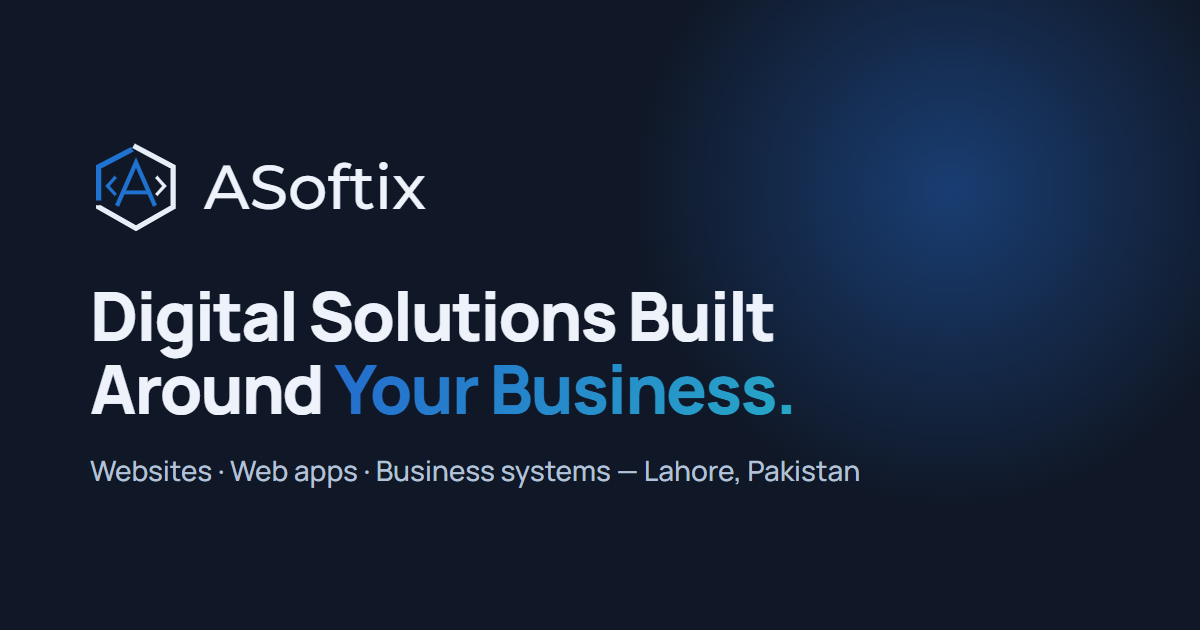 <A>
ASoftix
Digital Solutions Built
Around Your Business.
Websites · Web apps · Business systems — Lahore, Pakistan